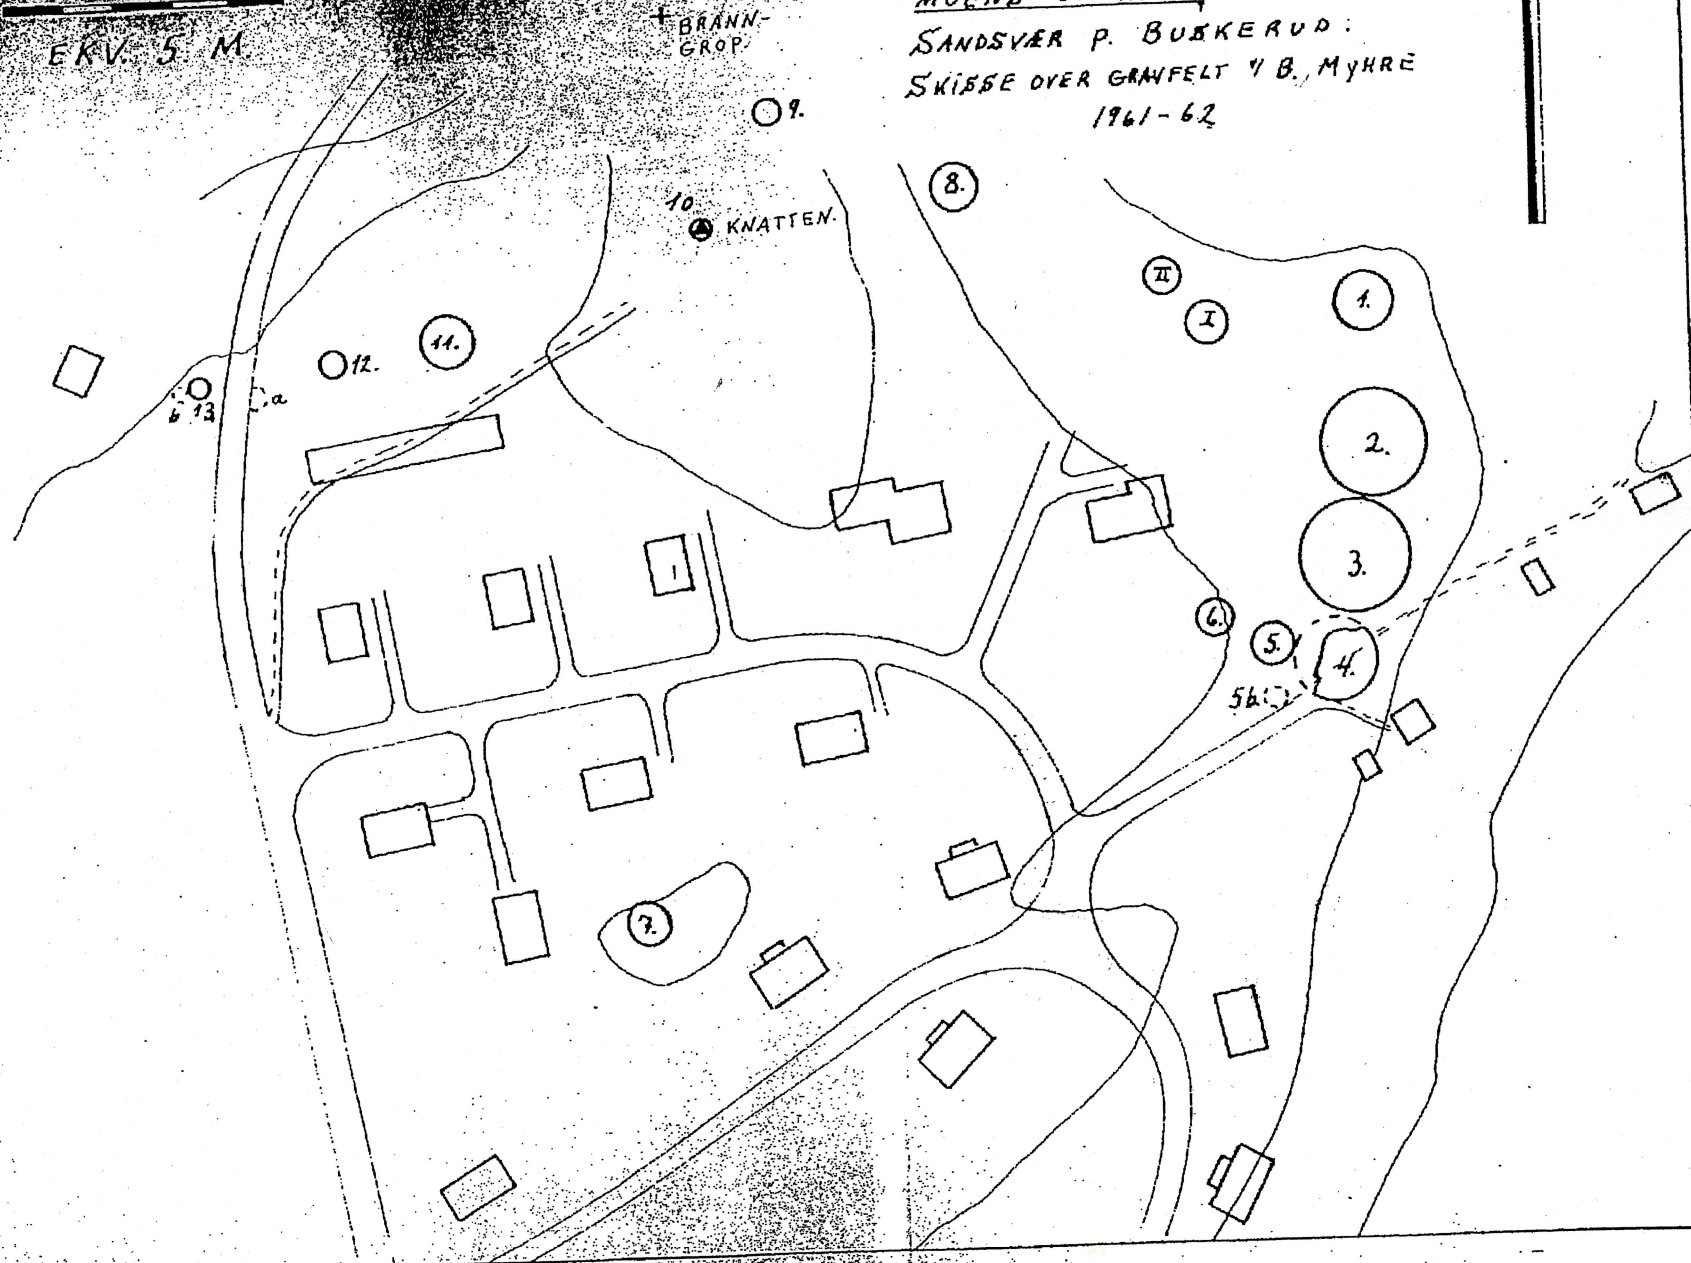 EKV. 5 M.
BRANN-
GROP.
SANDSVÆR P. BUSKERUD:
SKISSE OVER GRAVFELT V/ B. MYHRE
1961-62
9.
8.
10
KNATTEN.
II
I
1.
11.
12.
b 13
a
2.
3.
6.
5.
4.
5b.
7.